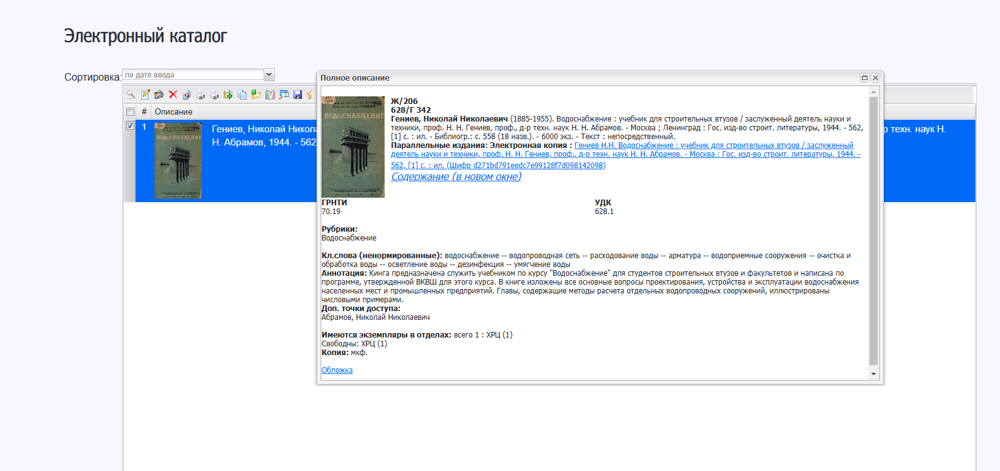 Электронный каталог
Сортировка:
по дате ввода
# Описание
1
Гениев, Николай Никола
р техн. наук Н.
Н. Абрамов, 1944. - 562
ВОДОСНАБЖЕНИЕ
Полное описание
ВОДОСНАБЖЕНИЕ
Ж/206
628/Г 342
Гениев, Николай Николаевич (1885-1955). Водоснабжение : учебник для строительных втузов / заслуженный деятель науки и
техники, проф. Н. Н. Гениев, проф., д-р техн. наук Н. Н. Абрамов. - Москва ; Ленинград : Гос. изд-во строит. литературы, 1944. - 562,
[1] с. : ил. - Библиогр.: с. 558 (18 назв.). - 6000 экз. - Текст : непосредственный.
Параллельные издания: Электронная копия : Гениев Н.Н. Водоснабжение : учебник для строительных втузов / заслуженный
деятель науки и техники, проф. Н. Н. Гениев, проф., д-р техн. наук Н. Н. Абрамов. - Москва : Гос. изд-во строит. литературы, 1944. -
562, [1] с. : ил. (Шифр d271bd791eedc7e99128f7d098142098)
Содержание (в новом окне)
ГРНТИ
70.19
УДК
628.1
Рубрики:
Водоснабжение
Кл.слова (ненормированные): водоснабжение -- водопроводная сеть -- расходование воды -- арматура -- водоприемные сооружения -- очистка и
обработка воды -- осветление воды -- дезинфекция -- умягчение воды
Аннотация: Кинга предназначена служить учебником по курсу "Водоснабжение" для студентов строительных втузов и факультетов и написана по
программе, утвержденной ВКВШ для этого курса. В книге изложены все основные вопросы проектирования, устройства и эксплуатации водоснабжения
населенных мест и промышленных предприятий. Главы, содержащие методы расчета отдельных водопроводных сооружений, иллюстрированы
числовыми примерами.
Доп. точки доступа:
Абрамов, Николай Николаевич
Имеются экземпляры в отделах: всего 1 : ХРЦ (1)
Свободны: ХРЦ (1)
Копия: мкф.
Обложка